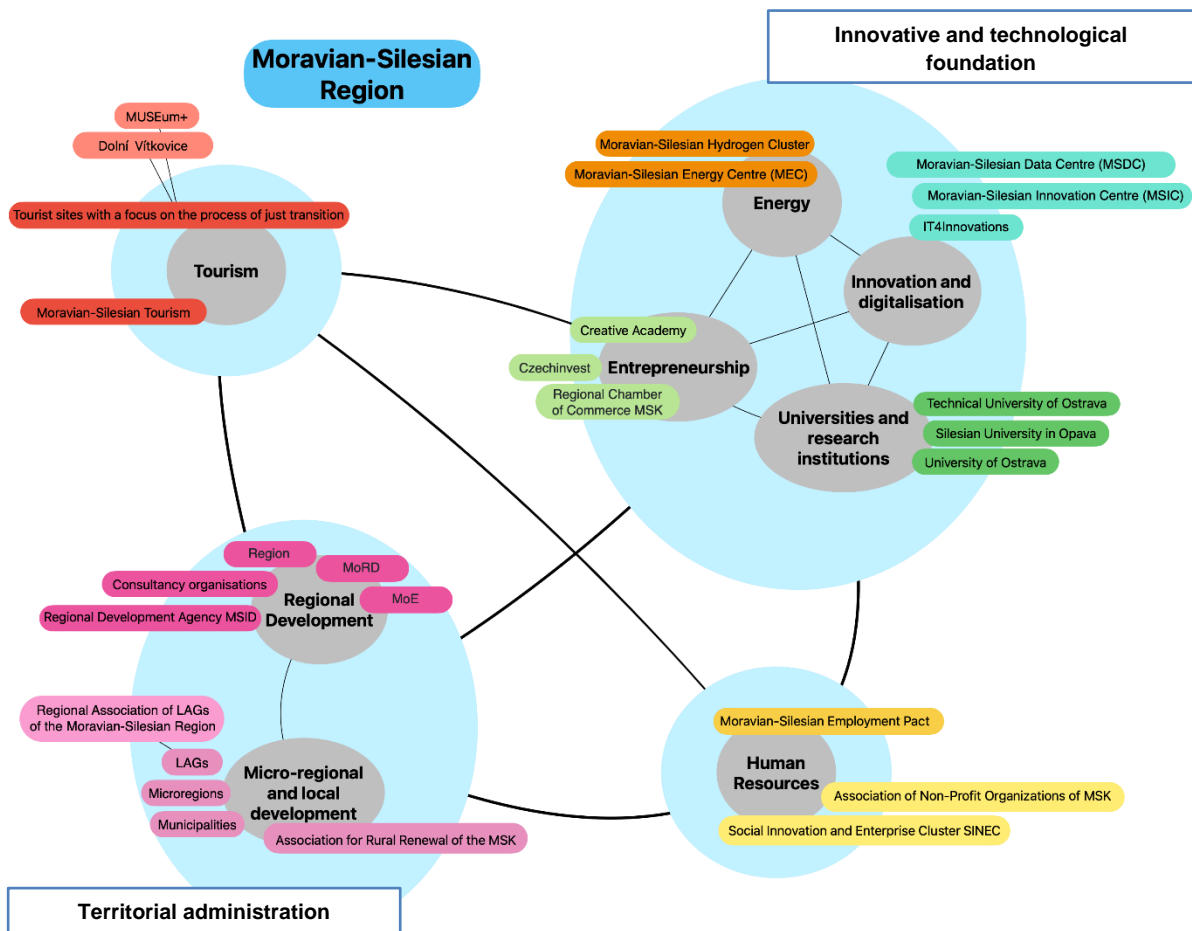 Innovative and technological
foundation
Moravian-Silesian
Region
MUSEum+
Dolní Vítkovice
Tourist sites with a focus on the process of just transition
Tourism
Moravian-Silesian Tourism
Moravian-Silesian Hydrogen Cluster
Moravian-Silesian Energy Centre (MEC)
Energy
Moravian-Silesian Data Centre (MSDC)
Moravian-Silesian Innovation Centre (MSIC)
IT4Innovations
Innovation and
digitalisation
Creative Academy
Entrepreneurship
Czechinvest
Regional Chamber
of Commerce MSK
Universities and
research
institutions
Technical University of Ostrava
Silesian University in Opava
University of Ostrava
Region
MoRD
MoE
Consultancy organisations
Regional Development Agency MSID
Regional
Development
Regional Association of LAGs
of the Moravian-Silesian Region
LAGs
Microregions
Municipalities
Micro-regional
and local
development
Association for Rural Renewal of the MSK
Moravian-Silesian Employment Pact
Human
Resources
Association of Non-Profit Organizations of MSK
Social Innovation and Enterprise Cluster SINEC
Territorial administration